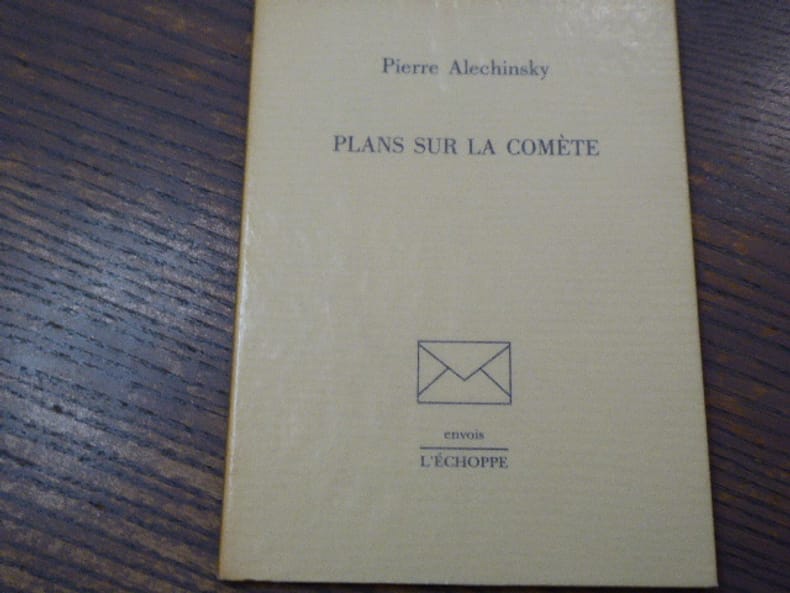 Pierre Alechinsky
PLANS SUR LA COMÈTE
envois
L'ÉCHOPPE